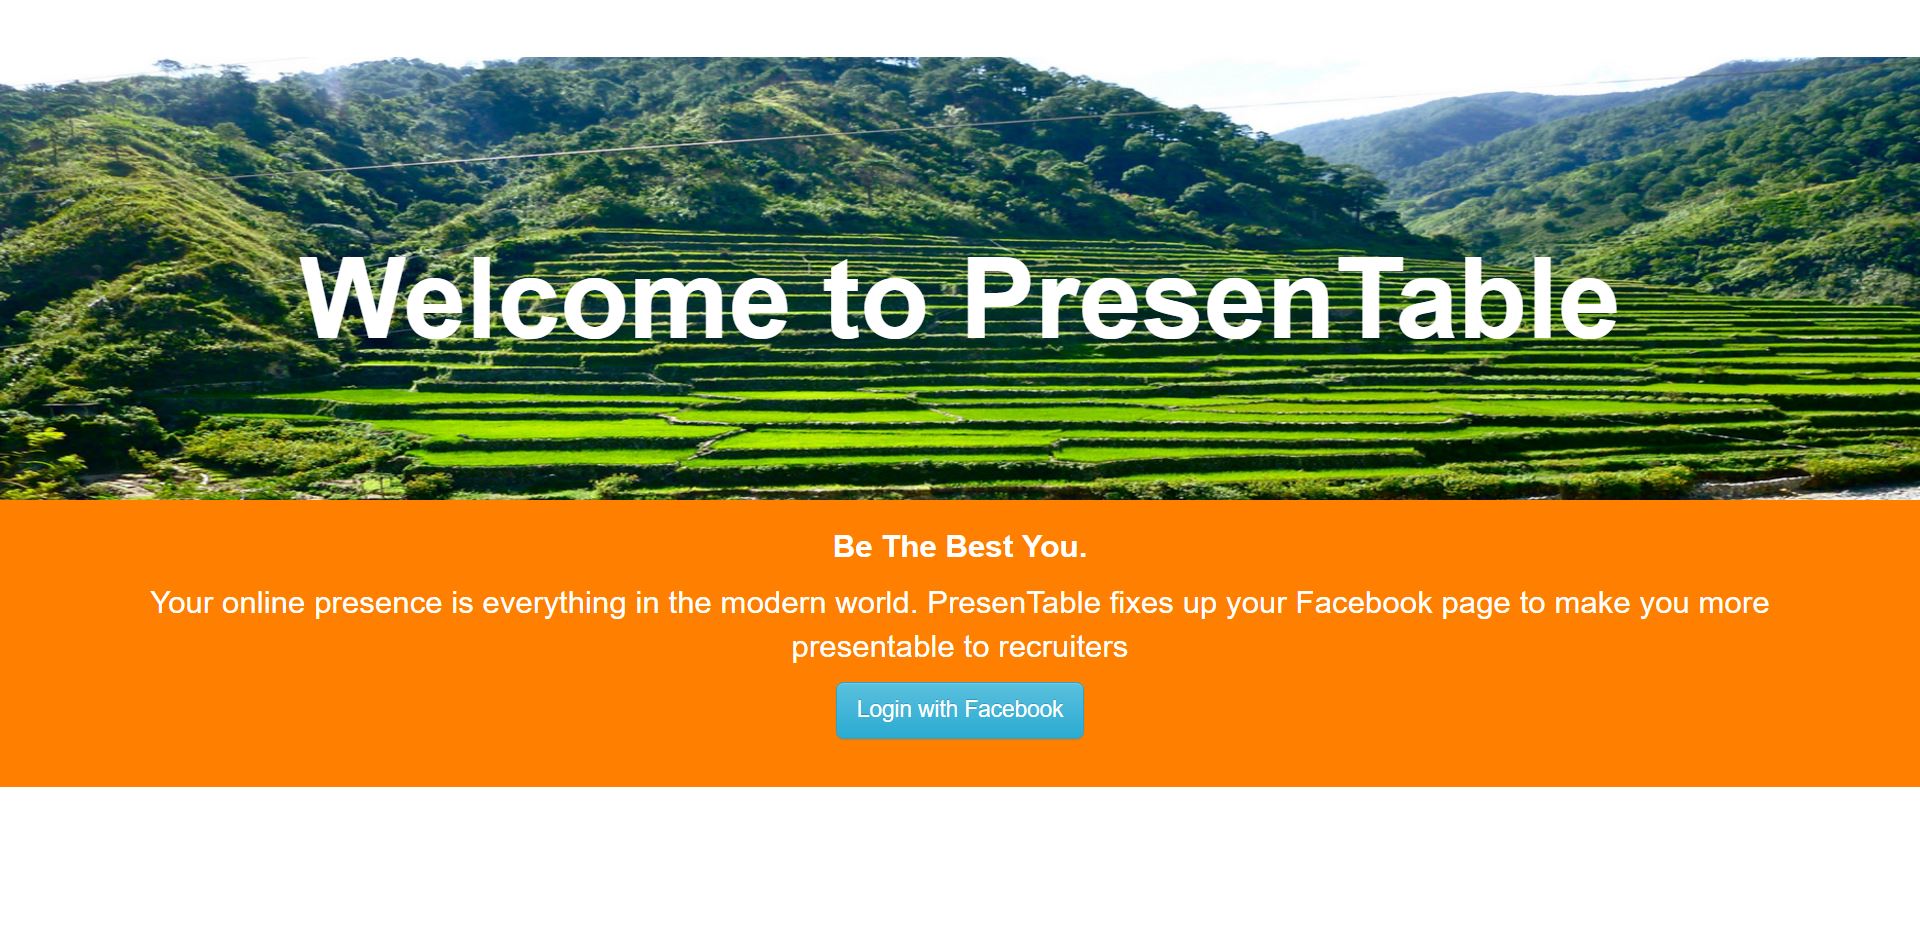 Welcome to PresenTable
Be The Best You.
Your online presence is everything in the modern world. PresenTable fixes up your Facebook page to make you more
presentable to recruiters
Login with Facebook